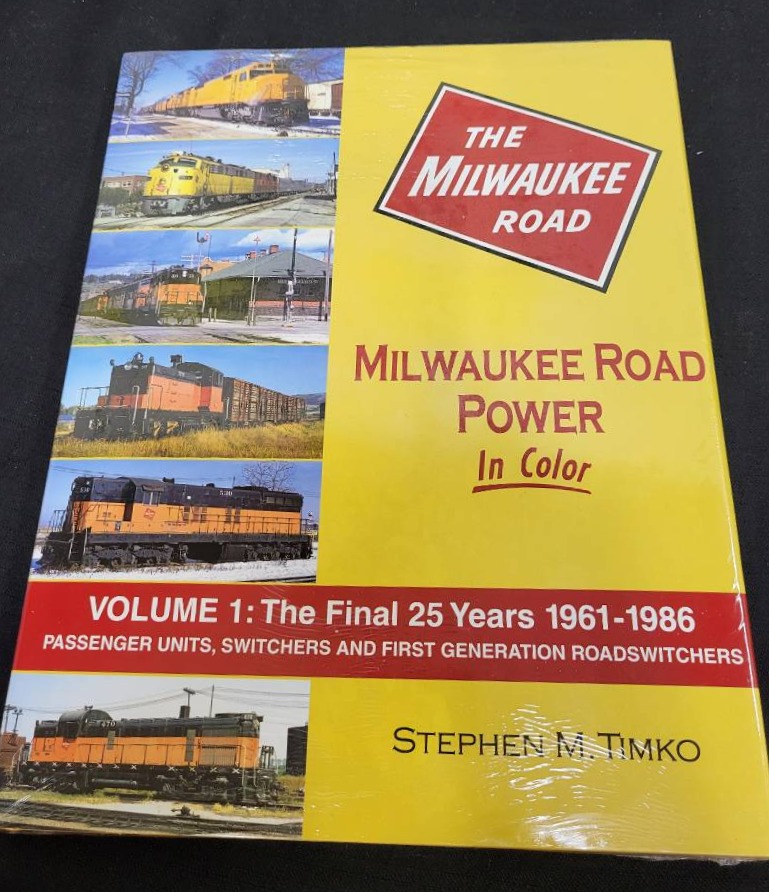 THE
MILWAUKEE
ROAD
MILWAUKEE ROAD
POWER
In Color
VOLUME 1: The Final 25 Years 1961-1986
PASSENGER UNITS, SWITCHERS AND FIRST GENERATION ROADSWITCHERS
STEPHEN M. TIMKO